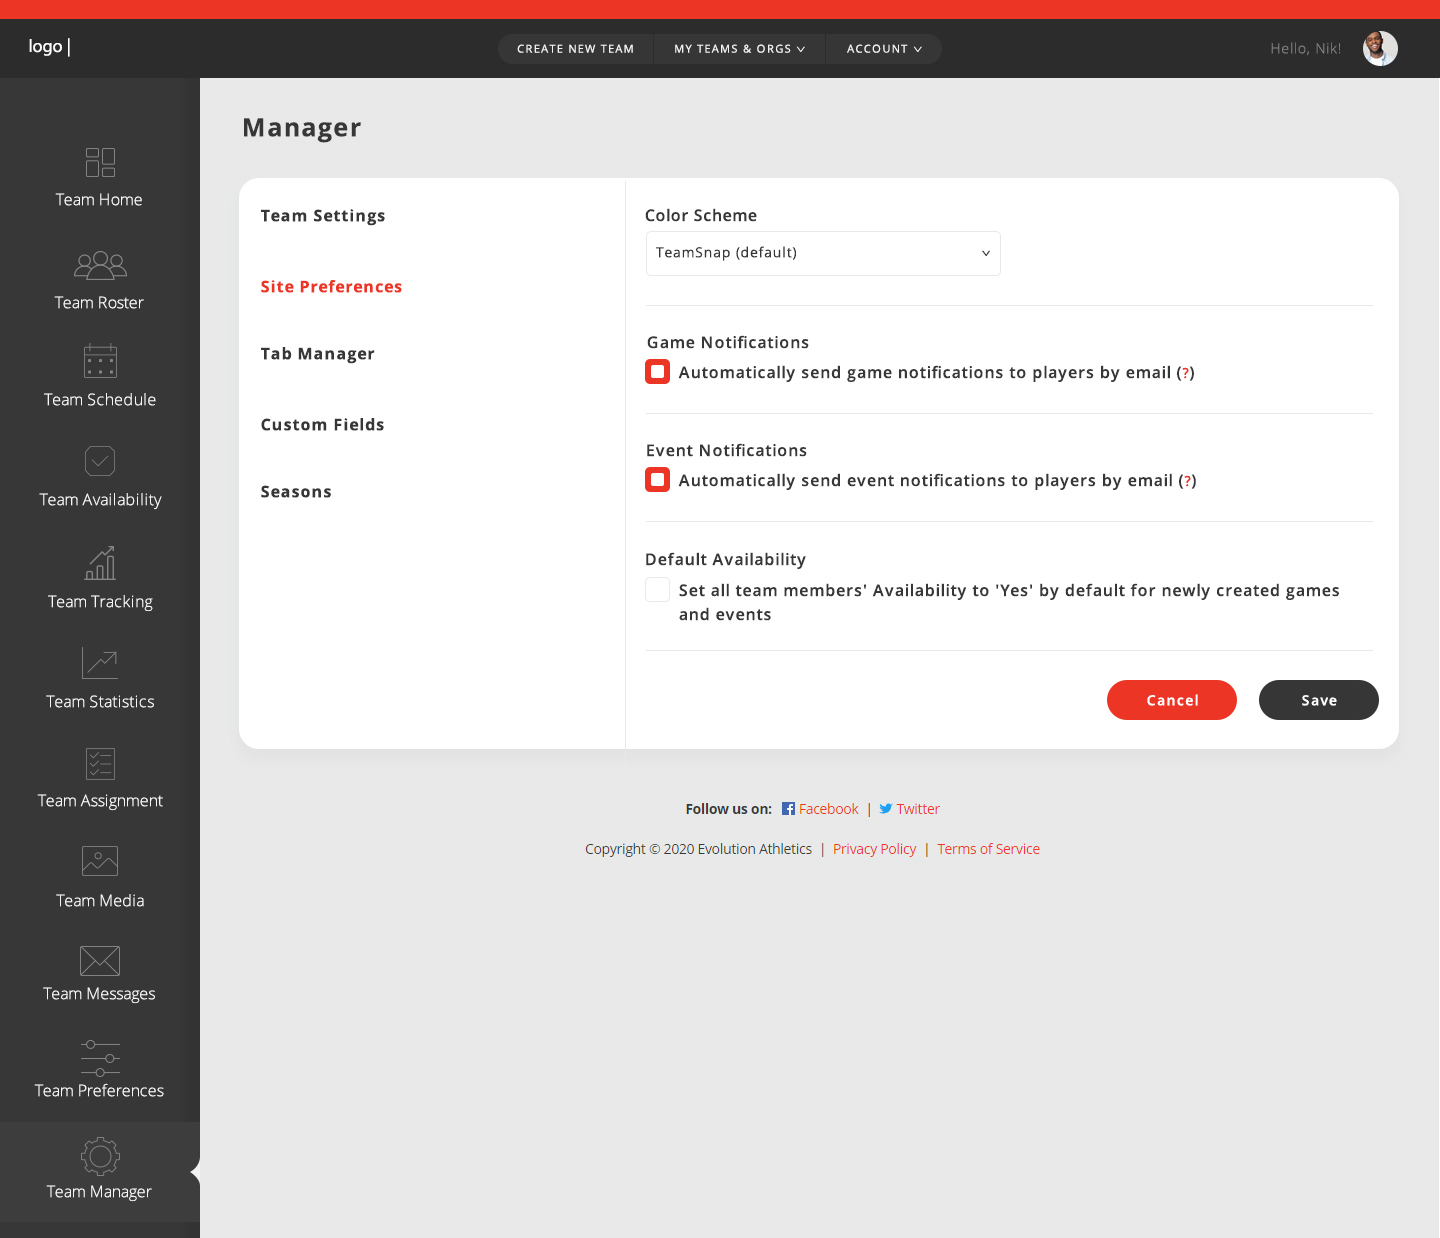 logo |
CREATE NEW TEAM
MY TEAMS & ORGS
ACCOUNT
Hello, Nik!
Team Home
Team Roster
Team Schedule
Team Availability
Team Tracking
Team Statistics
Team Assignment
Team Media
Team Messages
Team Preferences
Team Manager
Manager
Team Settings
Site Preferences
Tab Manager
Custom Fields
Seasons
Color Scheme
TeamSnap (default)
Game Notifications
Automatically send game notifications to players by email (?)
Event Notifications
Automatically send event notifications to players by email (?)
Default Availability
Set all team members' Availability to 'Yes' by default for newly created games
and events
Cancel
Save
Follow us on: Facebook | Twitter
Copyright © 2020 Evolution Athletics | Privacy Policy | Terms of Service